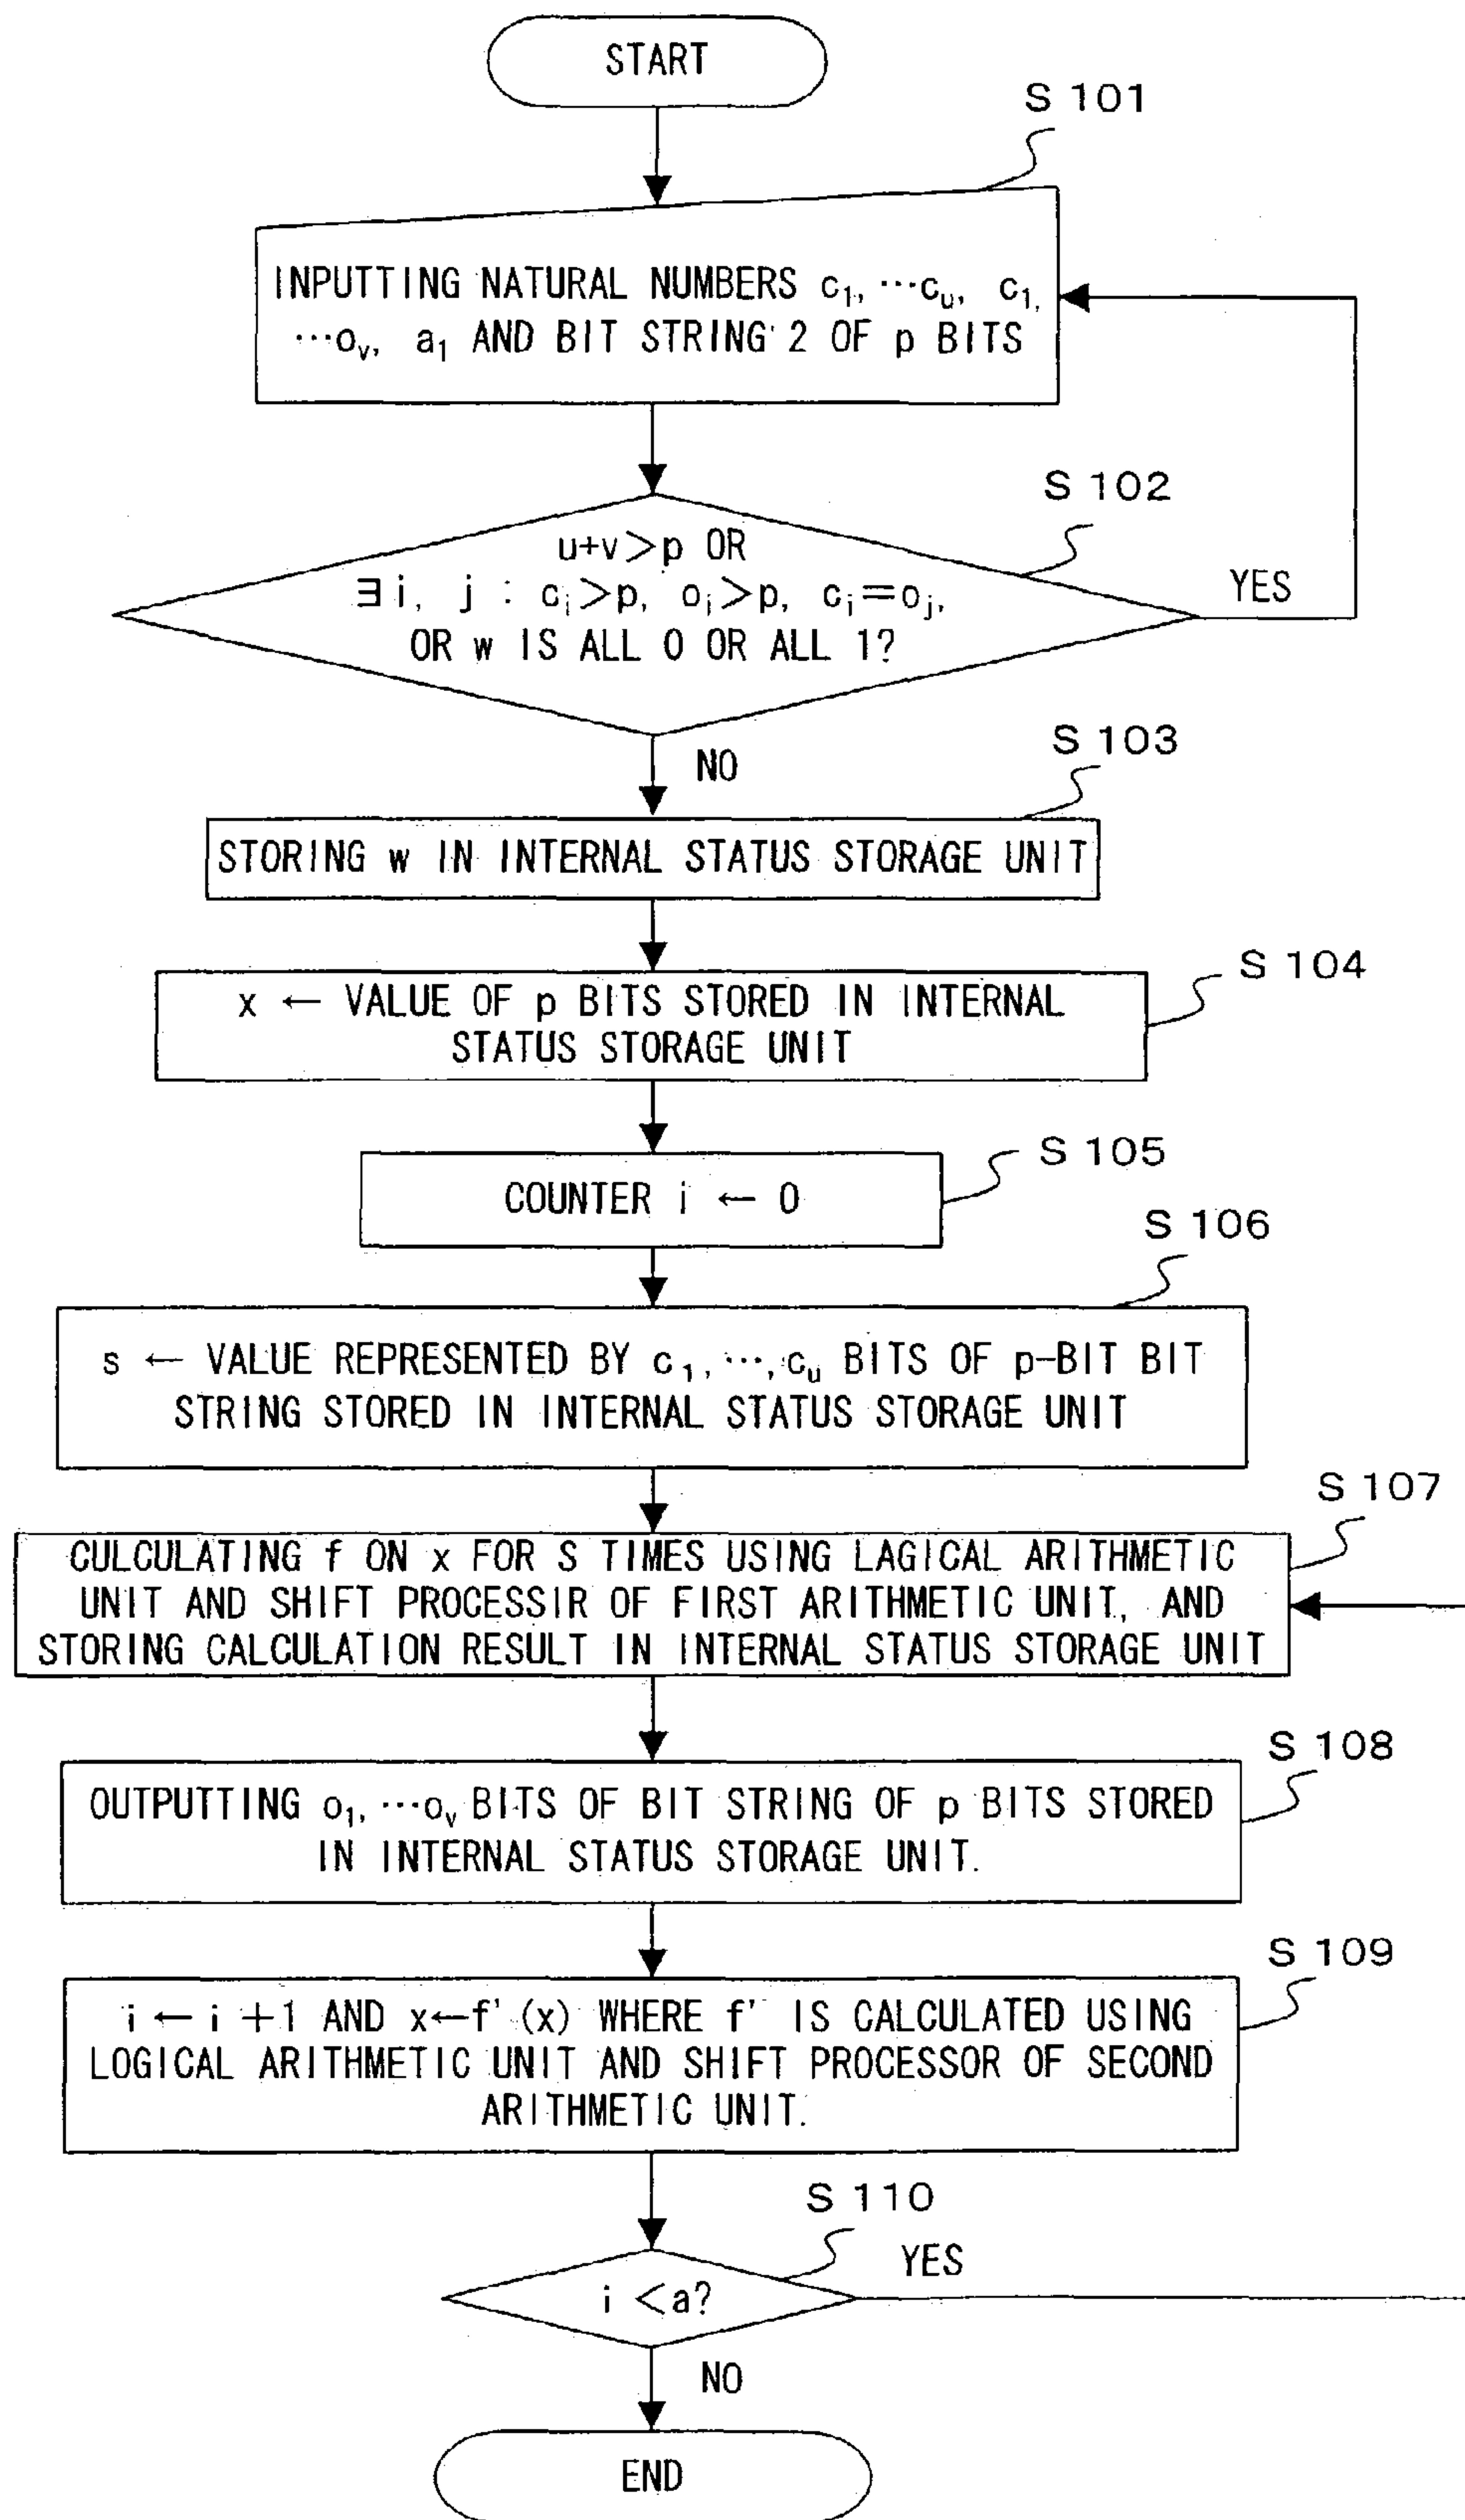 START
S 101
INPUTTING NATURAL NUMBERS c₁, ···cᵤ, c₁,
···oᵥ, a₁ AND BIT STRING 2 OF p BITS
S 102
u+v>p OR
∃i, j : cᵢ>p, oᵢ>p, cᵢ=oⱼ,
OR w IS ALL 0 OR ALL 1?
YES
NO
S 103
STORING w IN INTERNAL STATUS STORAGE UNIT
S 104
x ← VALUE OF p BITS STORED IN INTERNAL
STATUS STORAGE UNIT
S 105
COUNTER i ← 0
S 106
s ← VALUE REPRESENTED BY c₁, ···, cᵤ BITS OF p-BIT BIT
STRING STORED IN INTERNAL STATUS STORAGE UNIT
S 107
CULCULATING f ON x FOR S TIMES USING LAGICAL ARITHMETIC
UNIT AND SHIFT PROCESSIR OF FIRST ARITHMETIC UNIT, AND
STORING CALCULATION RESULT IN INTERNAL STATUS STORAGE UNIT
S 108
OUTPUTTING o₁, ···oᵥ BITS OF BIT STRING OF p BITS STORED
IN INTERNAL STATUS STORAGE UNIT.
S 109
i ← i +1 AND x←f' (x) WHERE f' IS CALCULATED USING
LOGICAL ARITHMETIC UNIT AND SHIFT PROCESSOR OF SECOND
ARITHMETIC UNIT.
S 110
YES
i <a?
NO
END